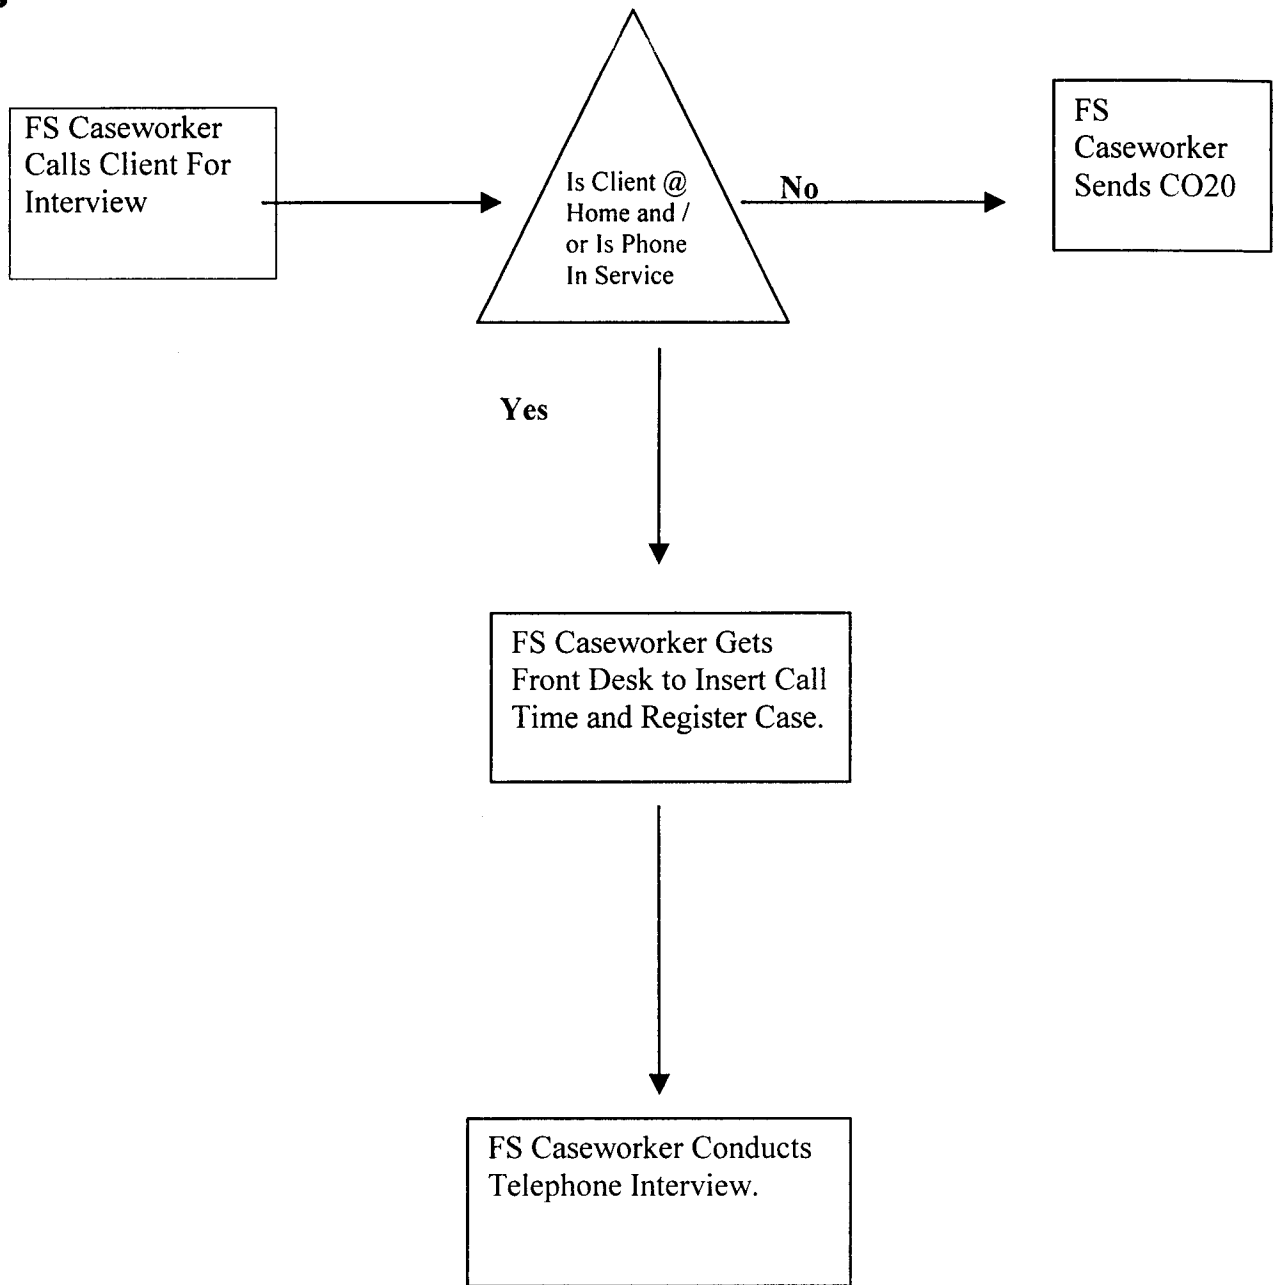 FS Caseworker
Calls Client For
Interview
Is Client @
Home and /
or Is Phone
In Service
No
FS
Caseworker
Sends CO20
Yes
FS Caseworker Gets
Front Desk to Insert Call
Time and Register Case.
FS Caseworker Conducts
Telephone Interview.